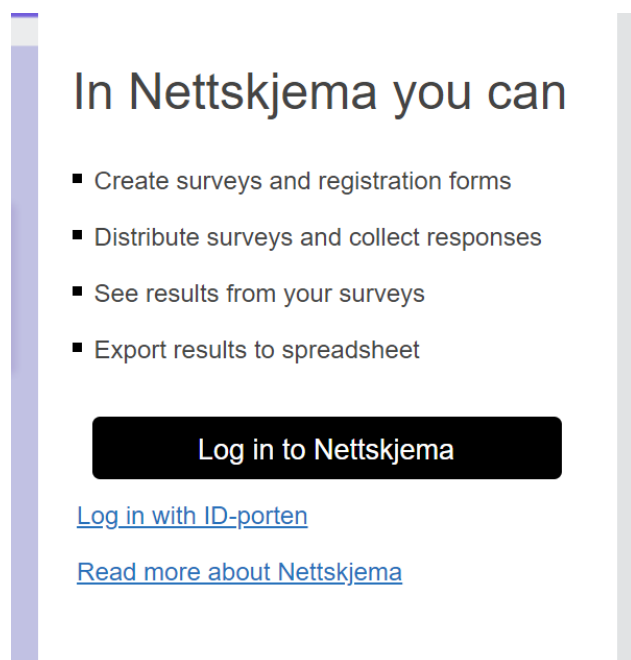 In Nettskjema you can
Create surveys and registration forms
Distribute surveys and collect responses
See results from your surveys
Export results to spreadsheet
Log in to Nettskjema
Log in with ID-porten
Read more about Nettskjema